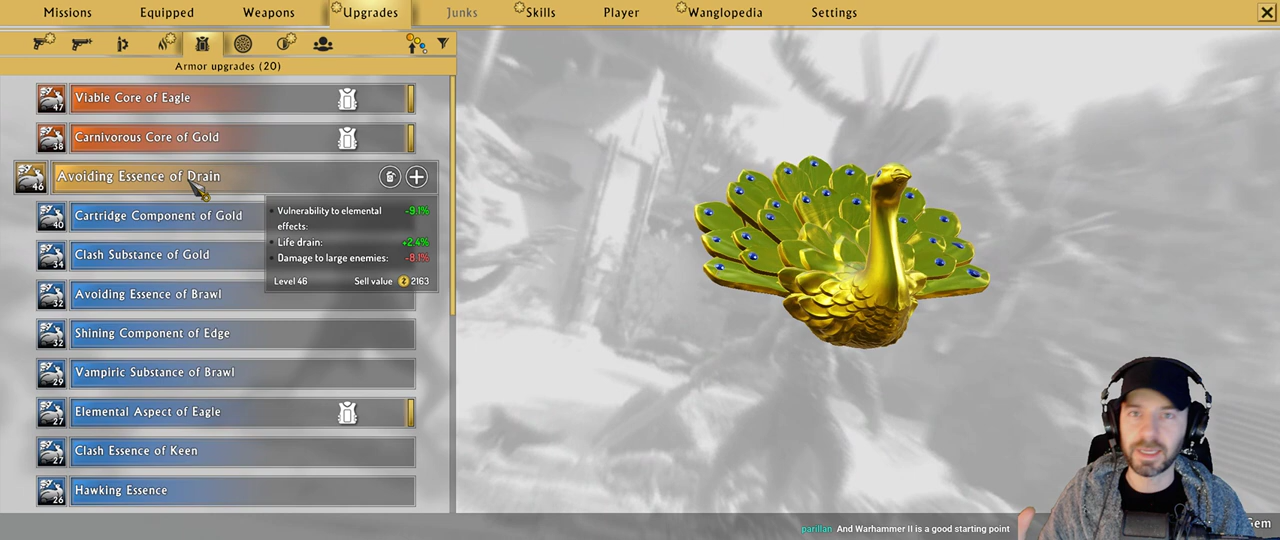 Missions Equipped Weapons Upgrades Junks Skills Player Wanglopedia Settings
Armor upgrades (20)
47 Viable Core of Eagle
38 Carnivorous Core of Gold
46 Avoiding Essence of Drain
40 Cartridge Component of Gold
Clash Substance of Gold
32 Avoiding Essence of Brawl
32 Shining Component of Edge
29 Vampiric Substance of Brawl
27 Elemental Aspect of Eagle
27 Clash Essence of Keen
26 Hawking Essence
Vulnerability to elemental -9.1%
effects:
Life drain: +2.4%
Damage to large enemies: -8.1%
Level 46 Sell value 2163
parillan And Warhammer II is a good starting point
Gem